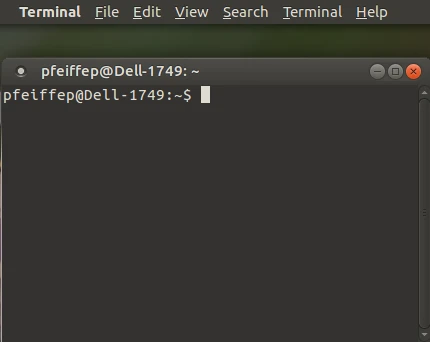 Terminal File Edit View Search Terminal Help
pfeiffep@Dell-1749: ~
pfeiffep@Dell-1749:~$